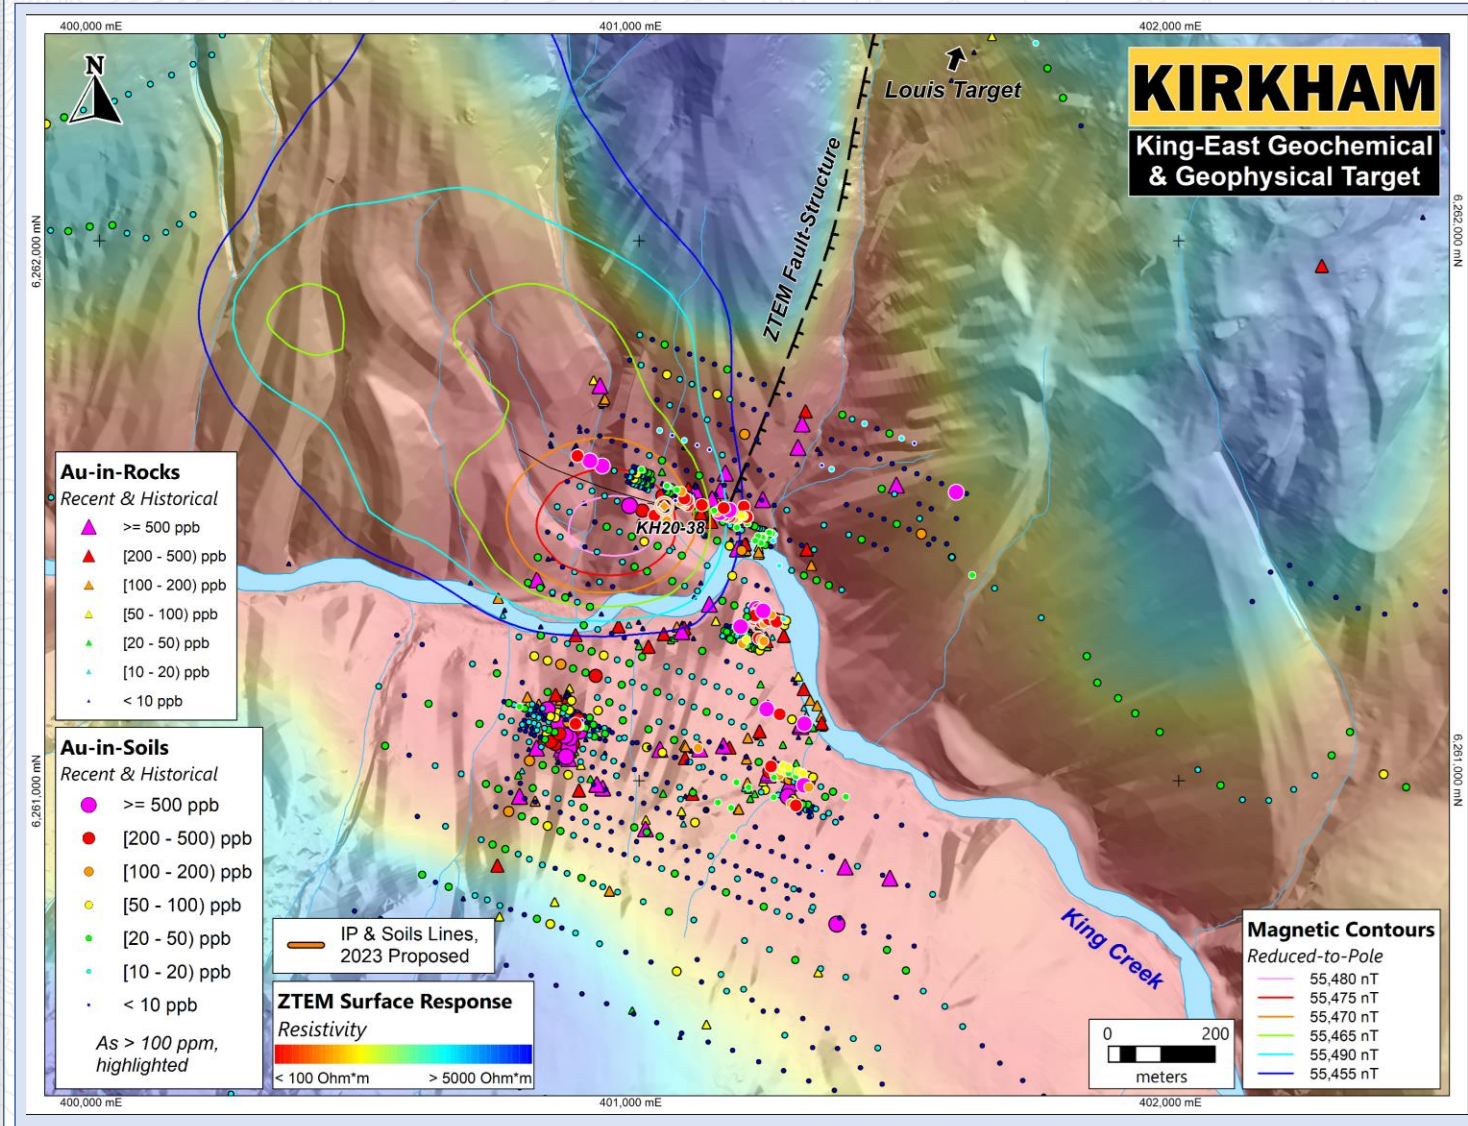 400,000 mE
401,000 mE
402,000 mE
N
Louis Target
KIRKHAM
King-East Geochemical
& Geophysical Target
ZTEM Fault-Structure
6,262,000 mN
6,262,000 mN
KH20-38
Au-in-Rocks
Recent & Historical
>= 500 ppb
[200 - 500) ppb
[100 - 200) ppb
[50 - 100) ppb
[20 - 50) ppb
[10 - 20) ppb
< 10 ppb
Au-in-Soils
Recent & Historical
>= 500 ppb
[200 - 500) ppb
[100 - 200) ppb
[50 - 100) ppb
[20 - 50) ppb
[10 - 20) ppb
< 10 ppb
As > 100 ppm,
highlighted
6,261,000 mN
6,261,000 mN
IP & Soils Lines,
2023 Proposed
ZTEM Surface Response
Resistivity
< 100 Ohm*m
> 5000 Ohm*m
King Creek
0
200
meters
Magnetic Contours
Reduced-to-Pole
55,480 nT
55,475 nT
55,470 nT
55,465 nT
55,490 nT
55,455 nT
400,000 mE
401,000 mE
402,000 mE